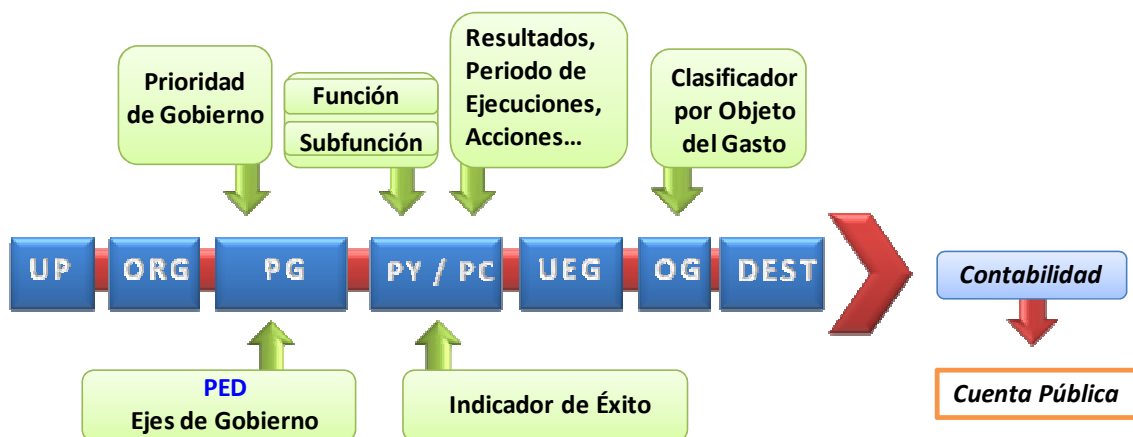 Prioridad
de Gobierno
Función
Subfunción
Resultados,
Periodo de
Ejecuciones,
Acciones…
Clasificador
por Objeto
del Gasto
UP
ORG
PG
PY / PC
UEG
OG
DEST
Contabilidad
Cuenta Pública
PED
Ejes de Gobierno
Indicador de Éxito